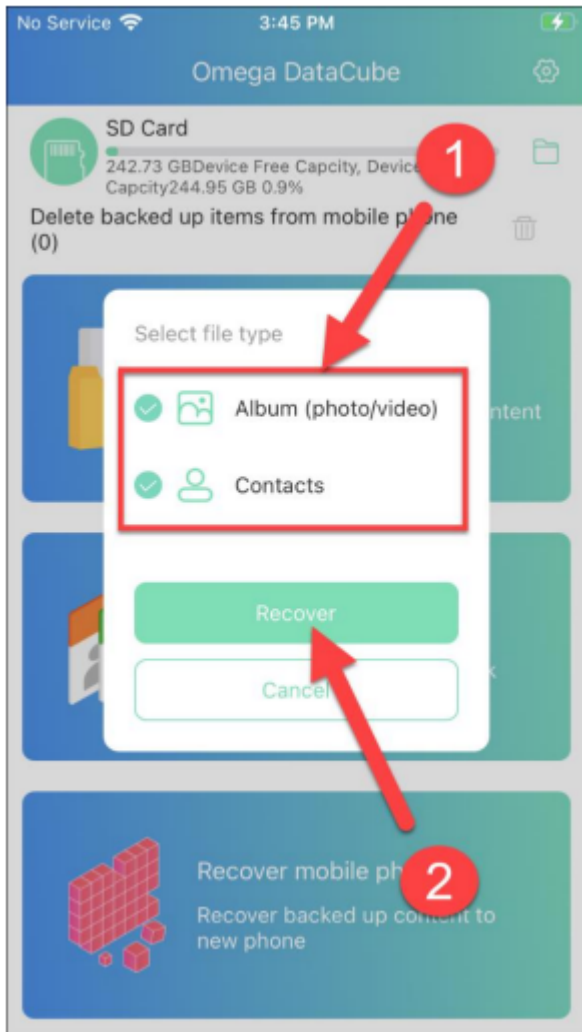 No Service 3:45 PM
Omega DataCube
SD Card
1
242.73 GBDevice Free Capcity, Device
Capcity244.95 GB 0.9%
Delete backed up items from mobile phone
(0)
Select file type
Album (photo/video)
ntent
Contacts
Recover
Cancel
k
Recover mobile ph
2
Recover backed up content to
new phone